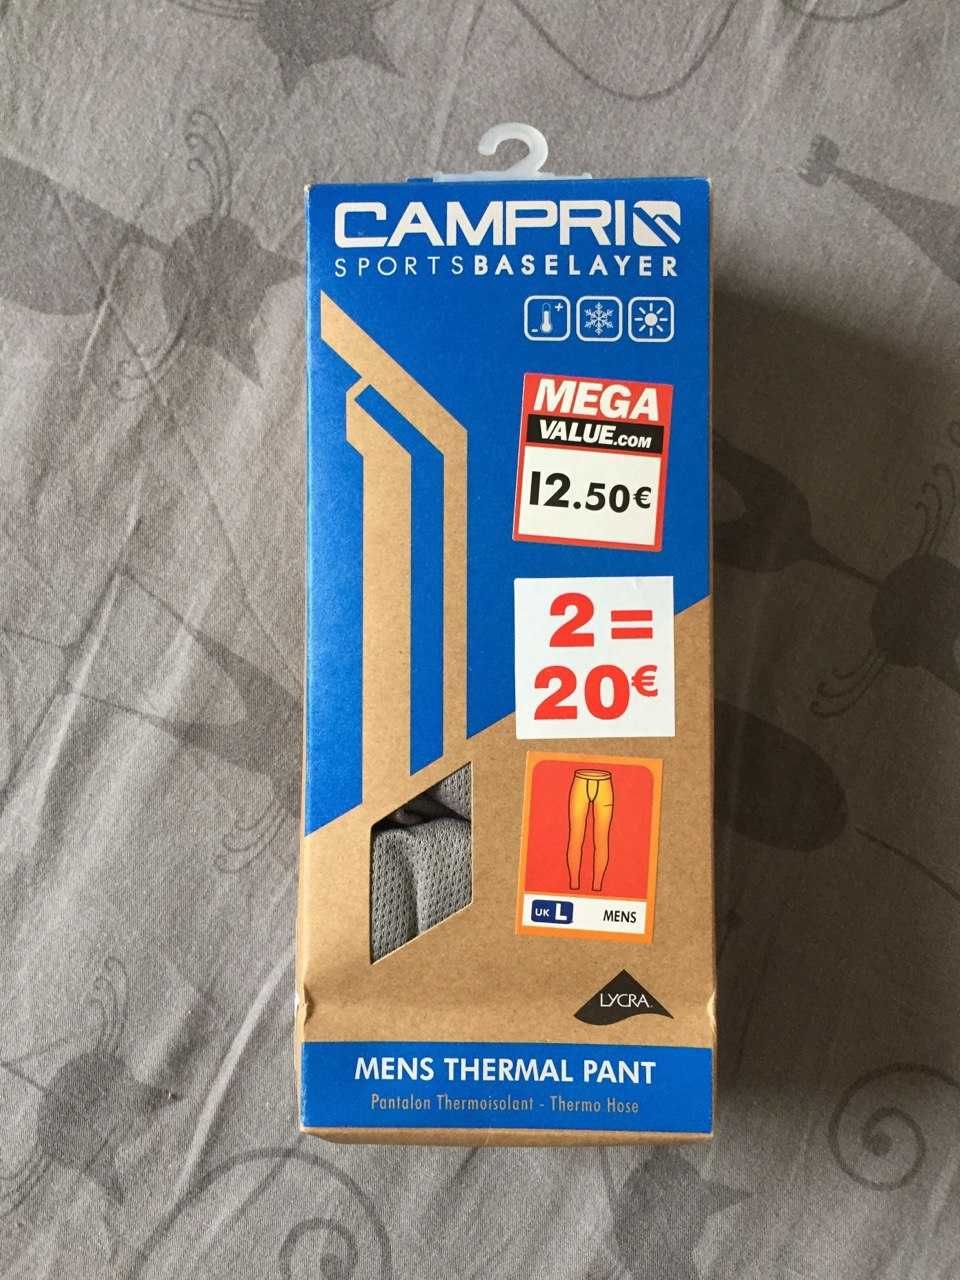 CAMPRI
SPORTSBASELAYER
MEGA
VALUE.COM
12.50€
2=
20€
UK L MENS
LYCRA
MENS THERMAL PANT
Pantalon Thermoisolant - Thermo Hose